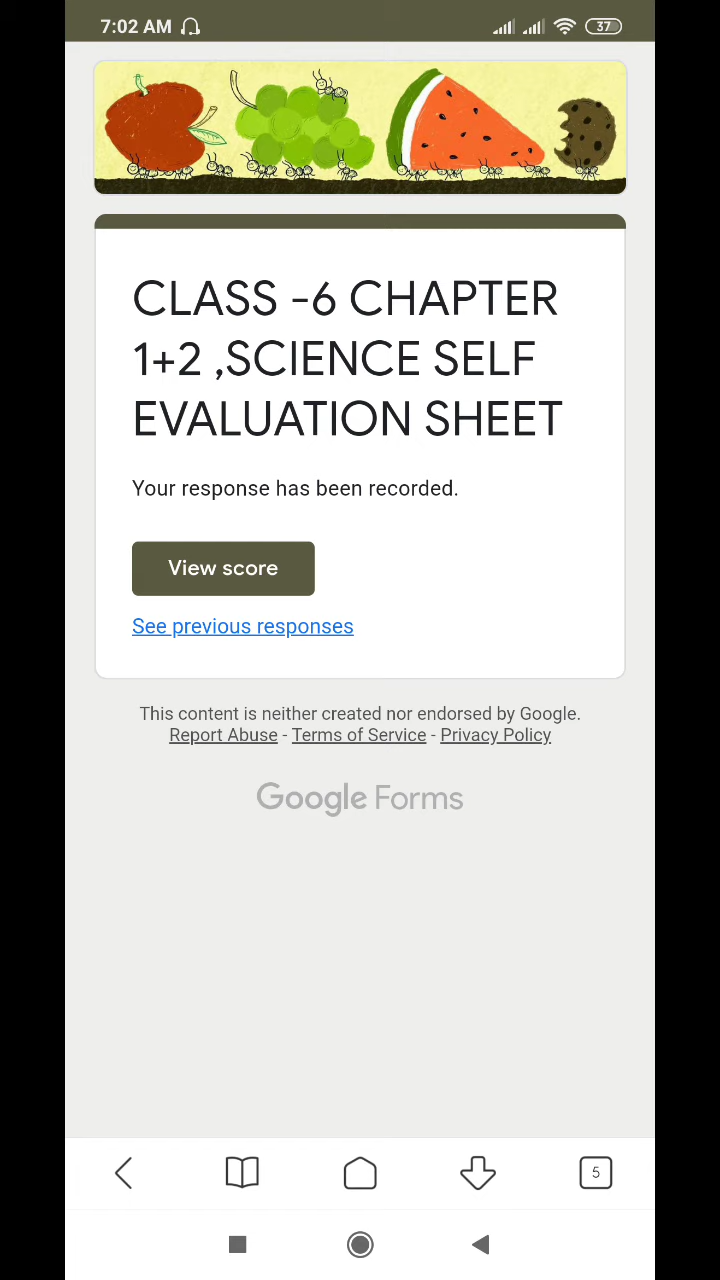 7:02 AM
37
CLASS -6 CHAPTER
1+2 ,SCIENCE SELF
EVALUATION SHEET
Your response has been recorded.
View score
See previous responses
This content is neither created nor endorsed by Google.
Report Abuse - Terms of Service - Privacy Policy
Google Forms
5